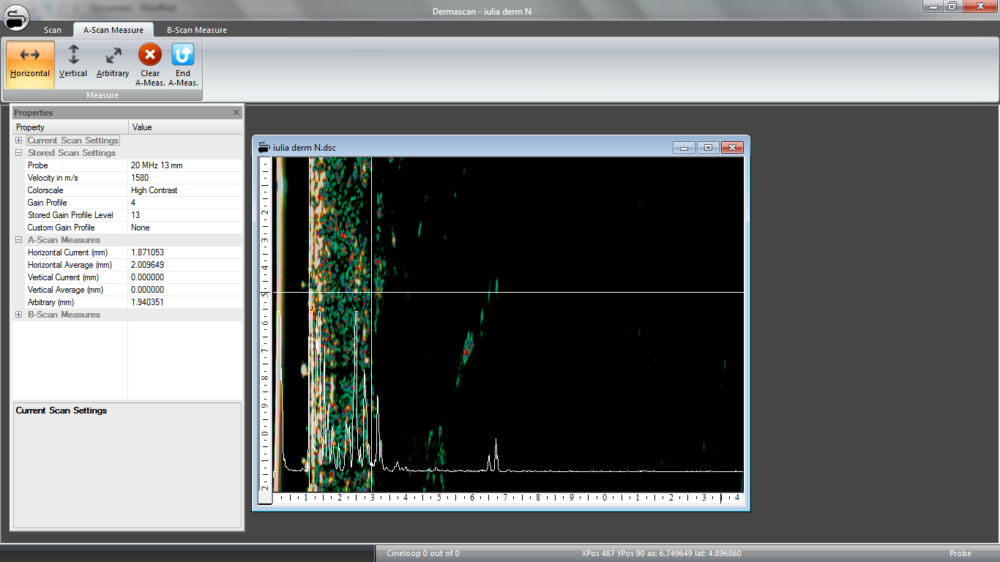 Dermascan - iulia derm N
Scan A-Scan Measure B-Scan Measure
Horizontal Vertical Arbitrary Clear A-Meas. End A-Meas.
Measure
Properties
Property Value
Current Scan Settings
Stored Scan Settings
Probe 20 MHz 13 mm
Velocity in m/s 1580
Colorscale High Contrast
Gain Profile 4
Stored Gain Profile Level 13
Custom Gain Profile None
A-Scan Measures
Horizontal Current (mm) 1.871053
Horizontal Average (mm) 2.009649
Vertical Current (mm) 0.000000
Vertical Average (mm) 0.000000
Arbitrary (mm) 1.940351
B-Scan Measures
Current Scan Settings
iulia derm N.dsc
1
2
3
4
5
6
7
8
9
0
1
2
1 2 3 4 5 6 7 8 9 0 1 2 3 4
Cineloop 0 out of 0 XPos 487 YPos 90 ax: 6.749649 lat: 4.896860 Probe